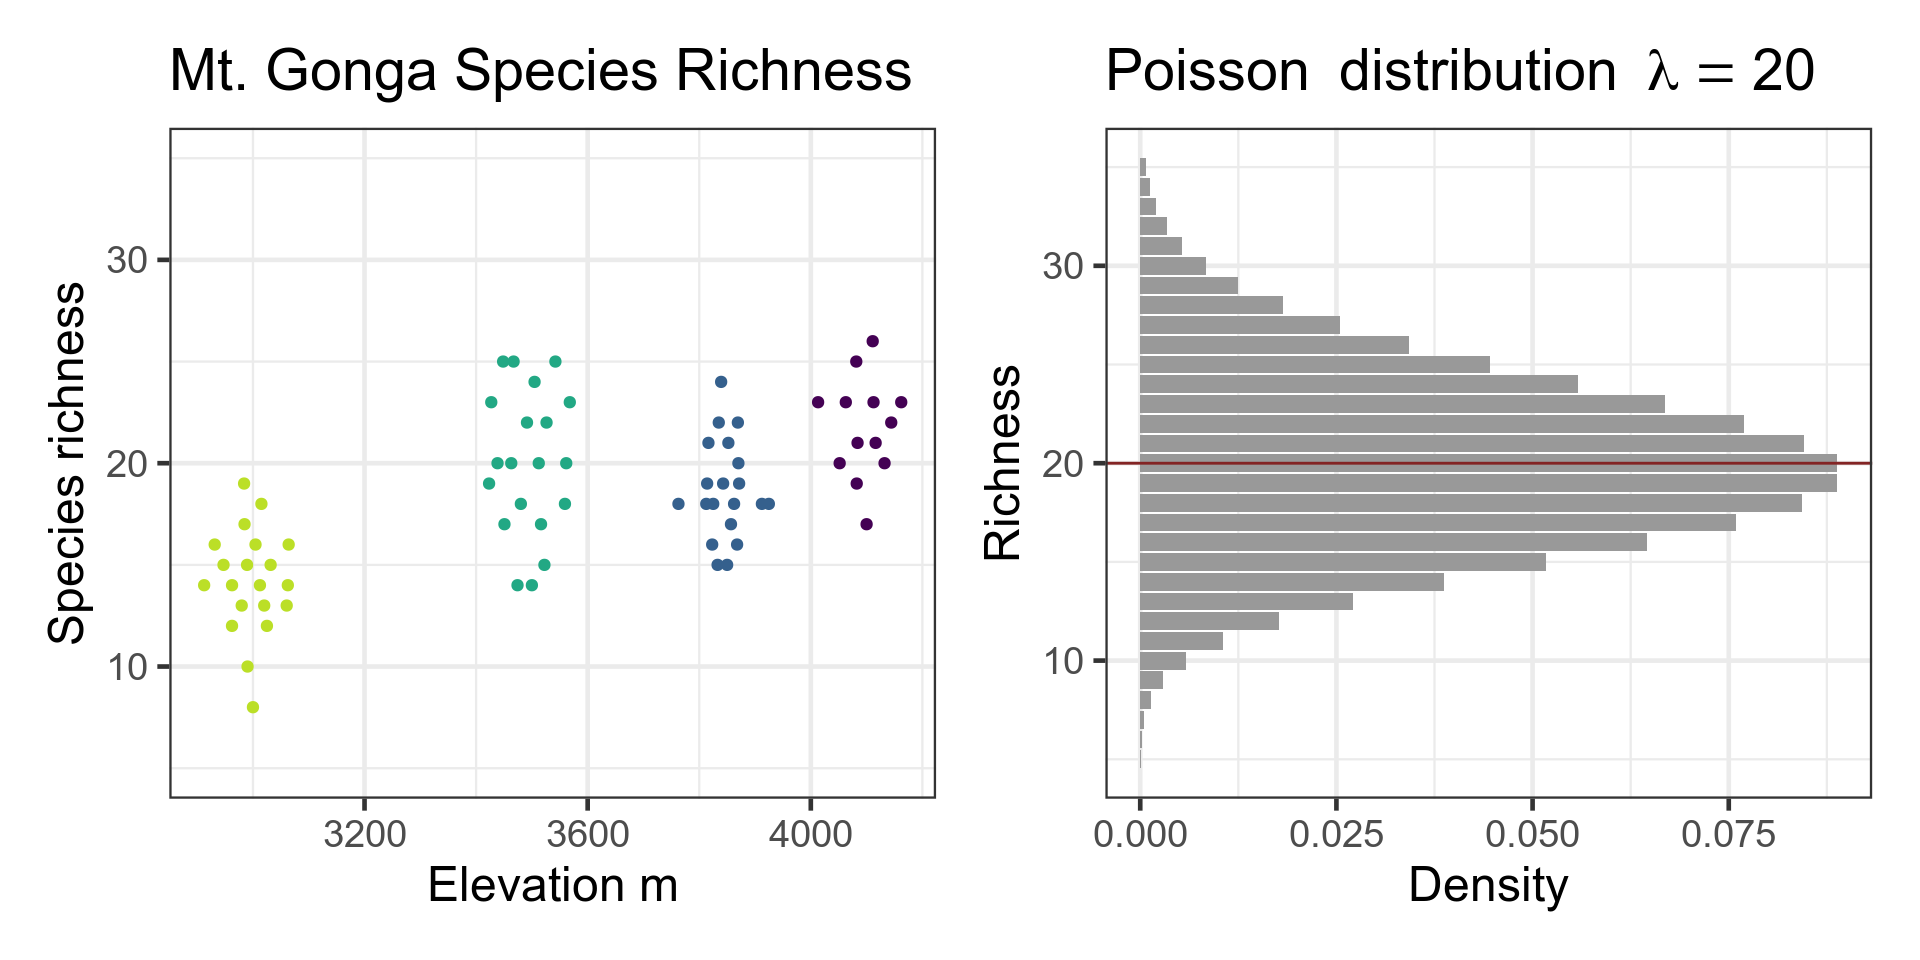 Mt. Gonga Species Richness
Species richness
30
20
10
3200 3600 4000
Elevation m
Poisson distribution λ = 20
Richness
30
20
10
0.000 0.025 0.050 0.075
Density